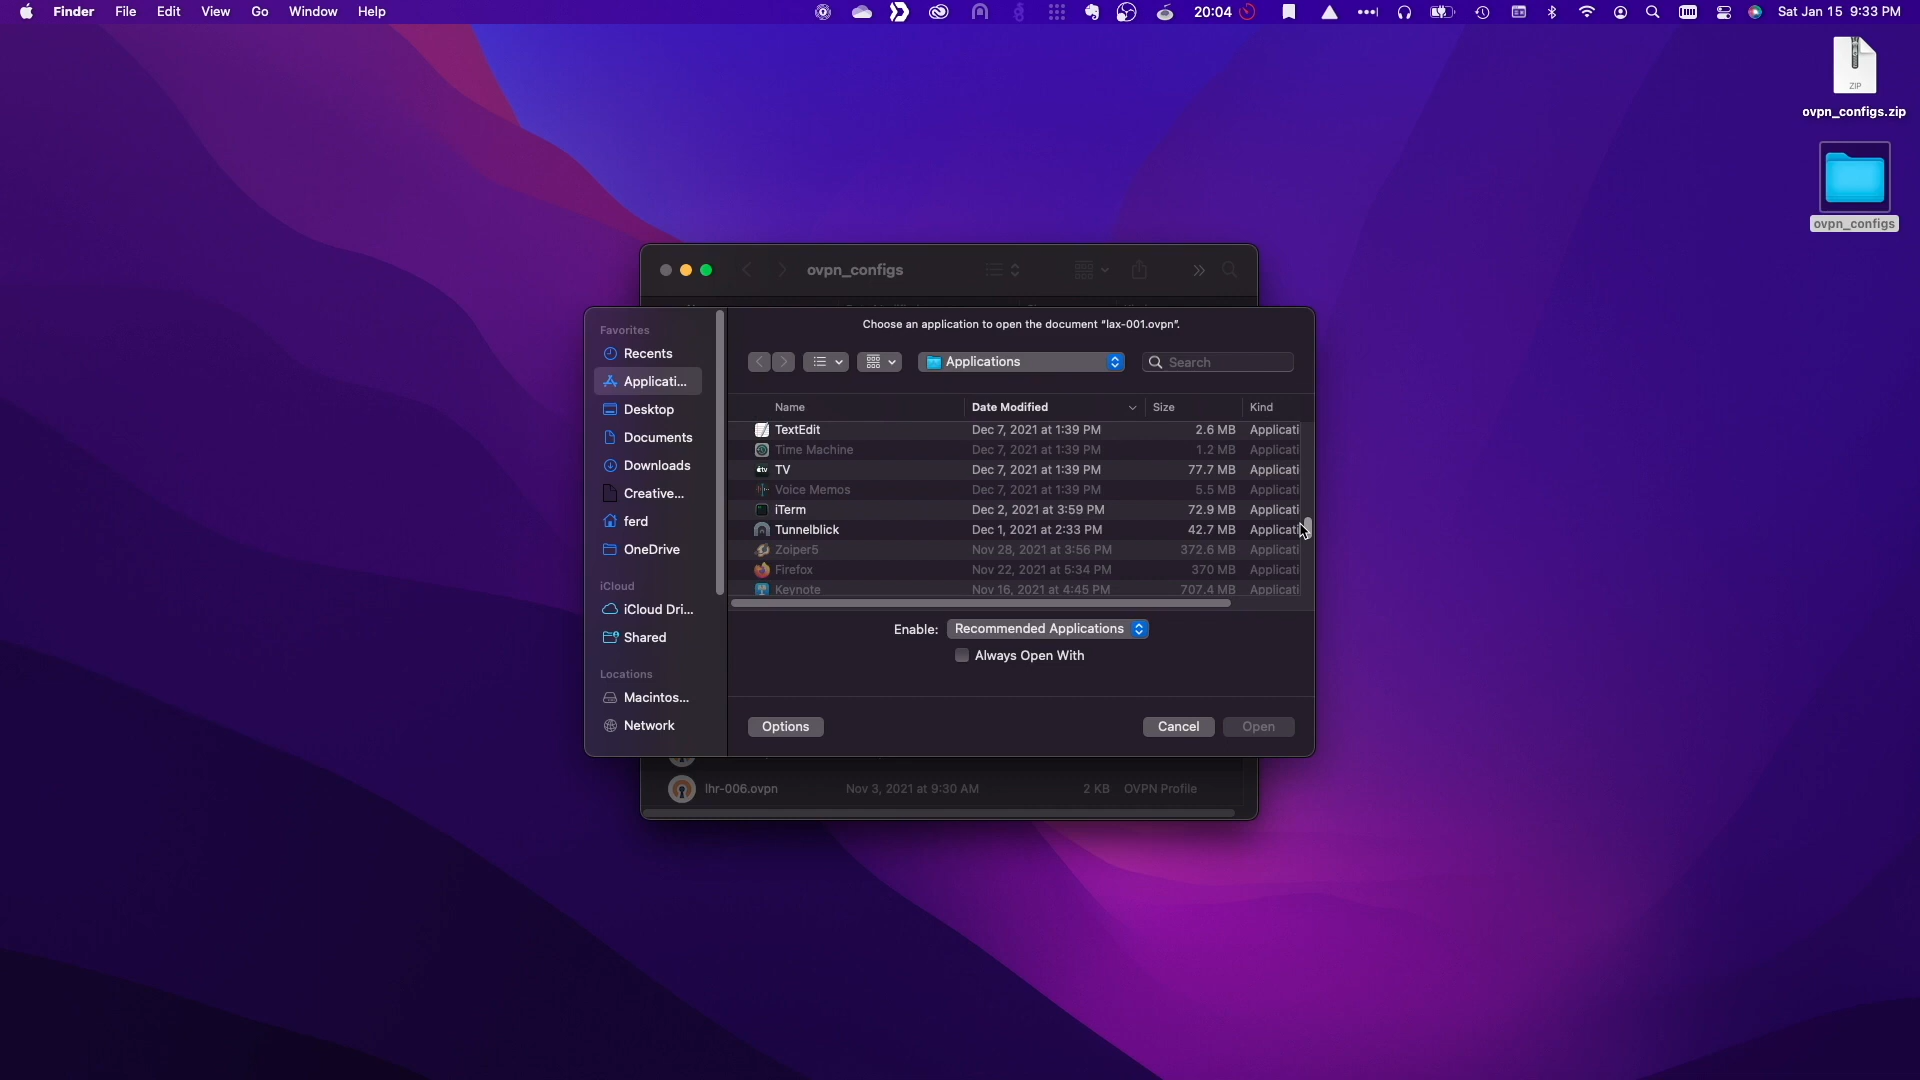 Finder File Edit View Go Window Help 20:04 Sat Jan 15 9:33 PM
ZIP
ovpn_configs.zip
ovpn_configs
ovpn_configs
Favorites
Recents
Applicati...
Desktop
Documents
Downloads
Creative...
ferd
OneDrive
iCloud
iCloud Dri...
Shared
Locations
Macintos...
Network
Choose an application to open the document "lax-001.ovpn".
Applications Search
Name Date Modified Size Kind
TextEdit Dec 7, 2021 at 1:39 PM 2.6 MB Applicati
Time Machine Dec 7, 2021 at 1:39 PM 1.2 MB Applicati
tv TV Dec 7, 2021 at 1:39 PM 77.7 MB Applicati
Voice Memos Dec 7, 2021 at 1:39 PM 5.5 MB Applicati
iTerm Dec 2, 2021 at 3:59 PM 72.9 MB Applicati
Tunnelblick Dec 1, 2021 at 2:33 PM 42.7 MB Applicati
Zoiper5 Nov 28, 2021 at 3:56 PM 372.6 MB Applicati
Firefox Nov 22, 2021 at 5:34 PM 370 MB Applicati
Keynote Nov 16, 2021 at 4:45 PM 707.4 MB Applicati
Enable: Recommended Applications
Always Open With
Options Cancel Open
lhr-006.ovpn Nov 3, 2021 at 9:30 AM 2 KB OVPN Profile